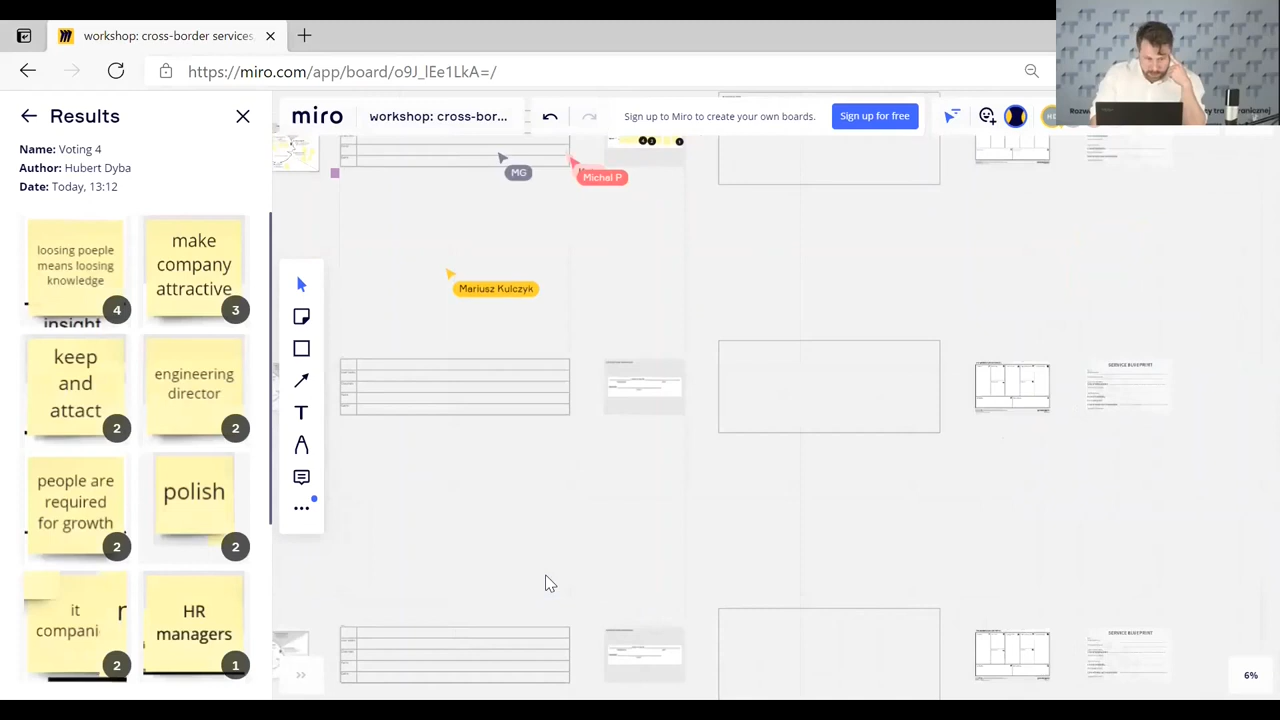 workshop: cross-border services,
https://miro.com/app/board/o9J_lEe1LkA=/
Results
Name: Voting 4
Author: Hubert Dyba
Date: Today, 13:12
loosing poeple
means loosing
knowledge
4
make
company
attractive
3
insight
keep
and
attact
2
engineering
director
2
people are
required
for growth
2
polish
2
it
compani
2
HR
managers
1
miro
op: cross-bor...
Sign up to Miro to create your own boards
Sign up for free
MG
Michal P
Mariusz Kulczyk
SERVICE BLUEPRINT
SERVICE BLUEPRINT
6%